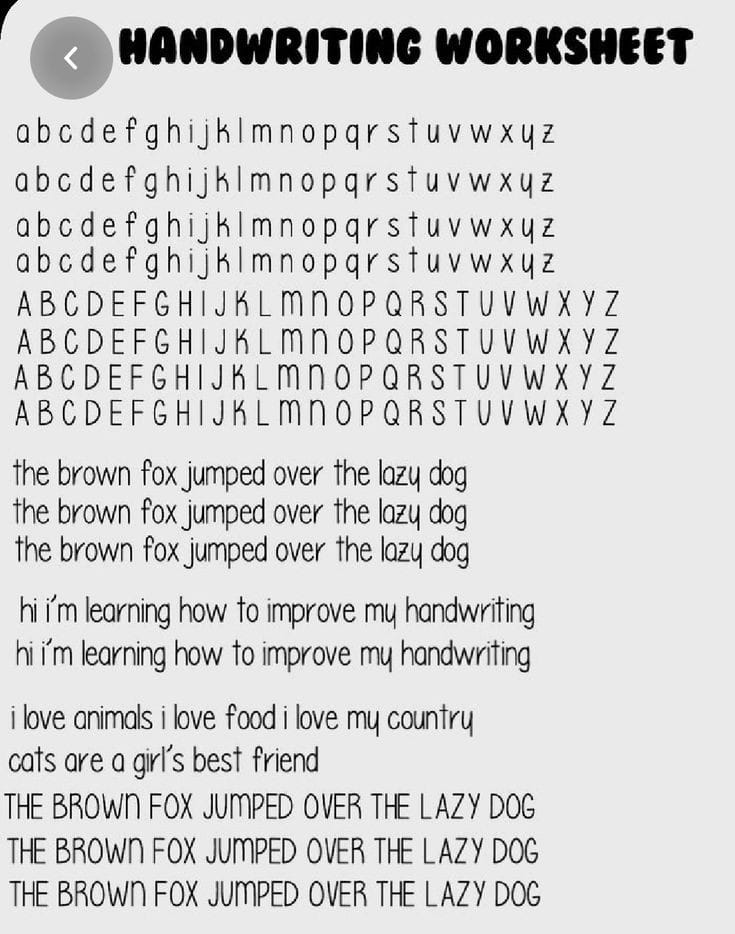 HANDWRITING WORKSHEET
a b c d e f g h i j k l m n o p q r s t u v w x y z
a b c d e f g h i j k l m n o p q r s t u v w x y z
a b c d e f g h i j k l m n o p q r s t u v w x y z
a b c d e f g h i j k l m n o p q r s t u v w x y z
A B C D E F G H I J K L m n O P Q R S T U V W X Y Z
A B C D E F G H I J K L m n O P Q R S T U V W X Y Z
A B C D E F G H I J K L m n O P Q R S T U V W X Y Z
A B C D E F G H I J K L m n O P Q R S T U V W X Y Z
the brown fox jumped over the lazy dog
the brown fox jumped over the lazy dog
the brown fox jumped over the lazy dog
hi i'm learning how to improve my handwriting
hi i'm learning how to improve my handwriting
i love animals i love food i love my country
cats are a girl's best friend
THE BROWn FOX JUmPED OVER THE LAZY DOG
THE BROWn FOX JUmPED OVER THE LAZY DOG
THE BROWn FOX JUmPED OVER THE LAZY DOG